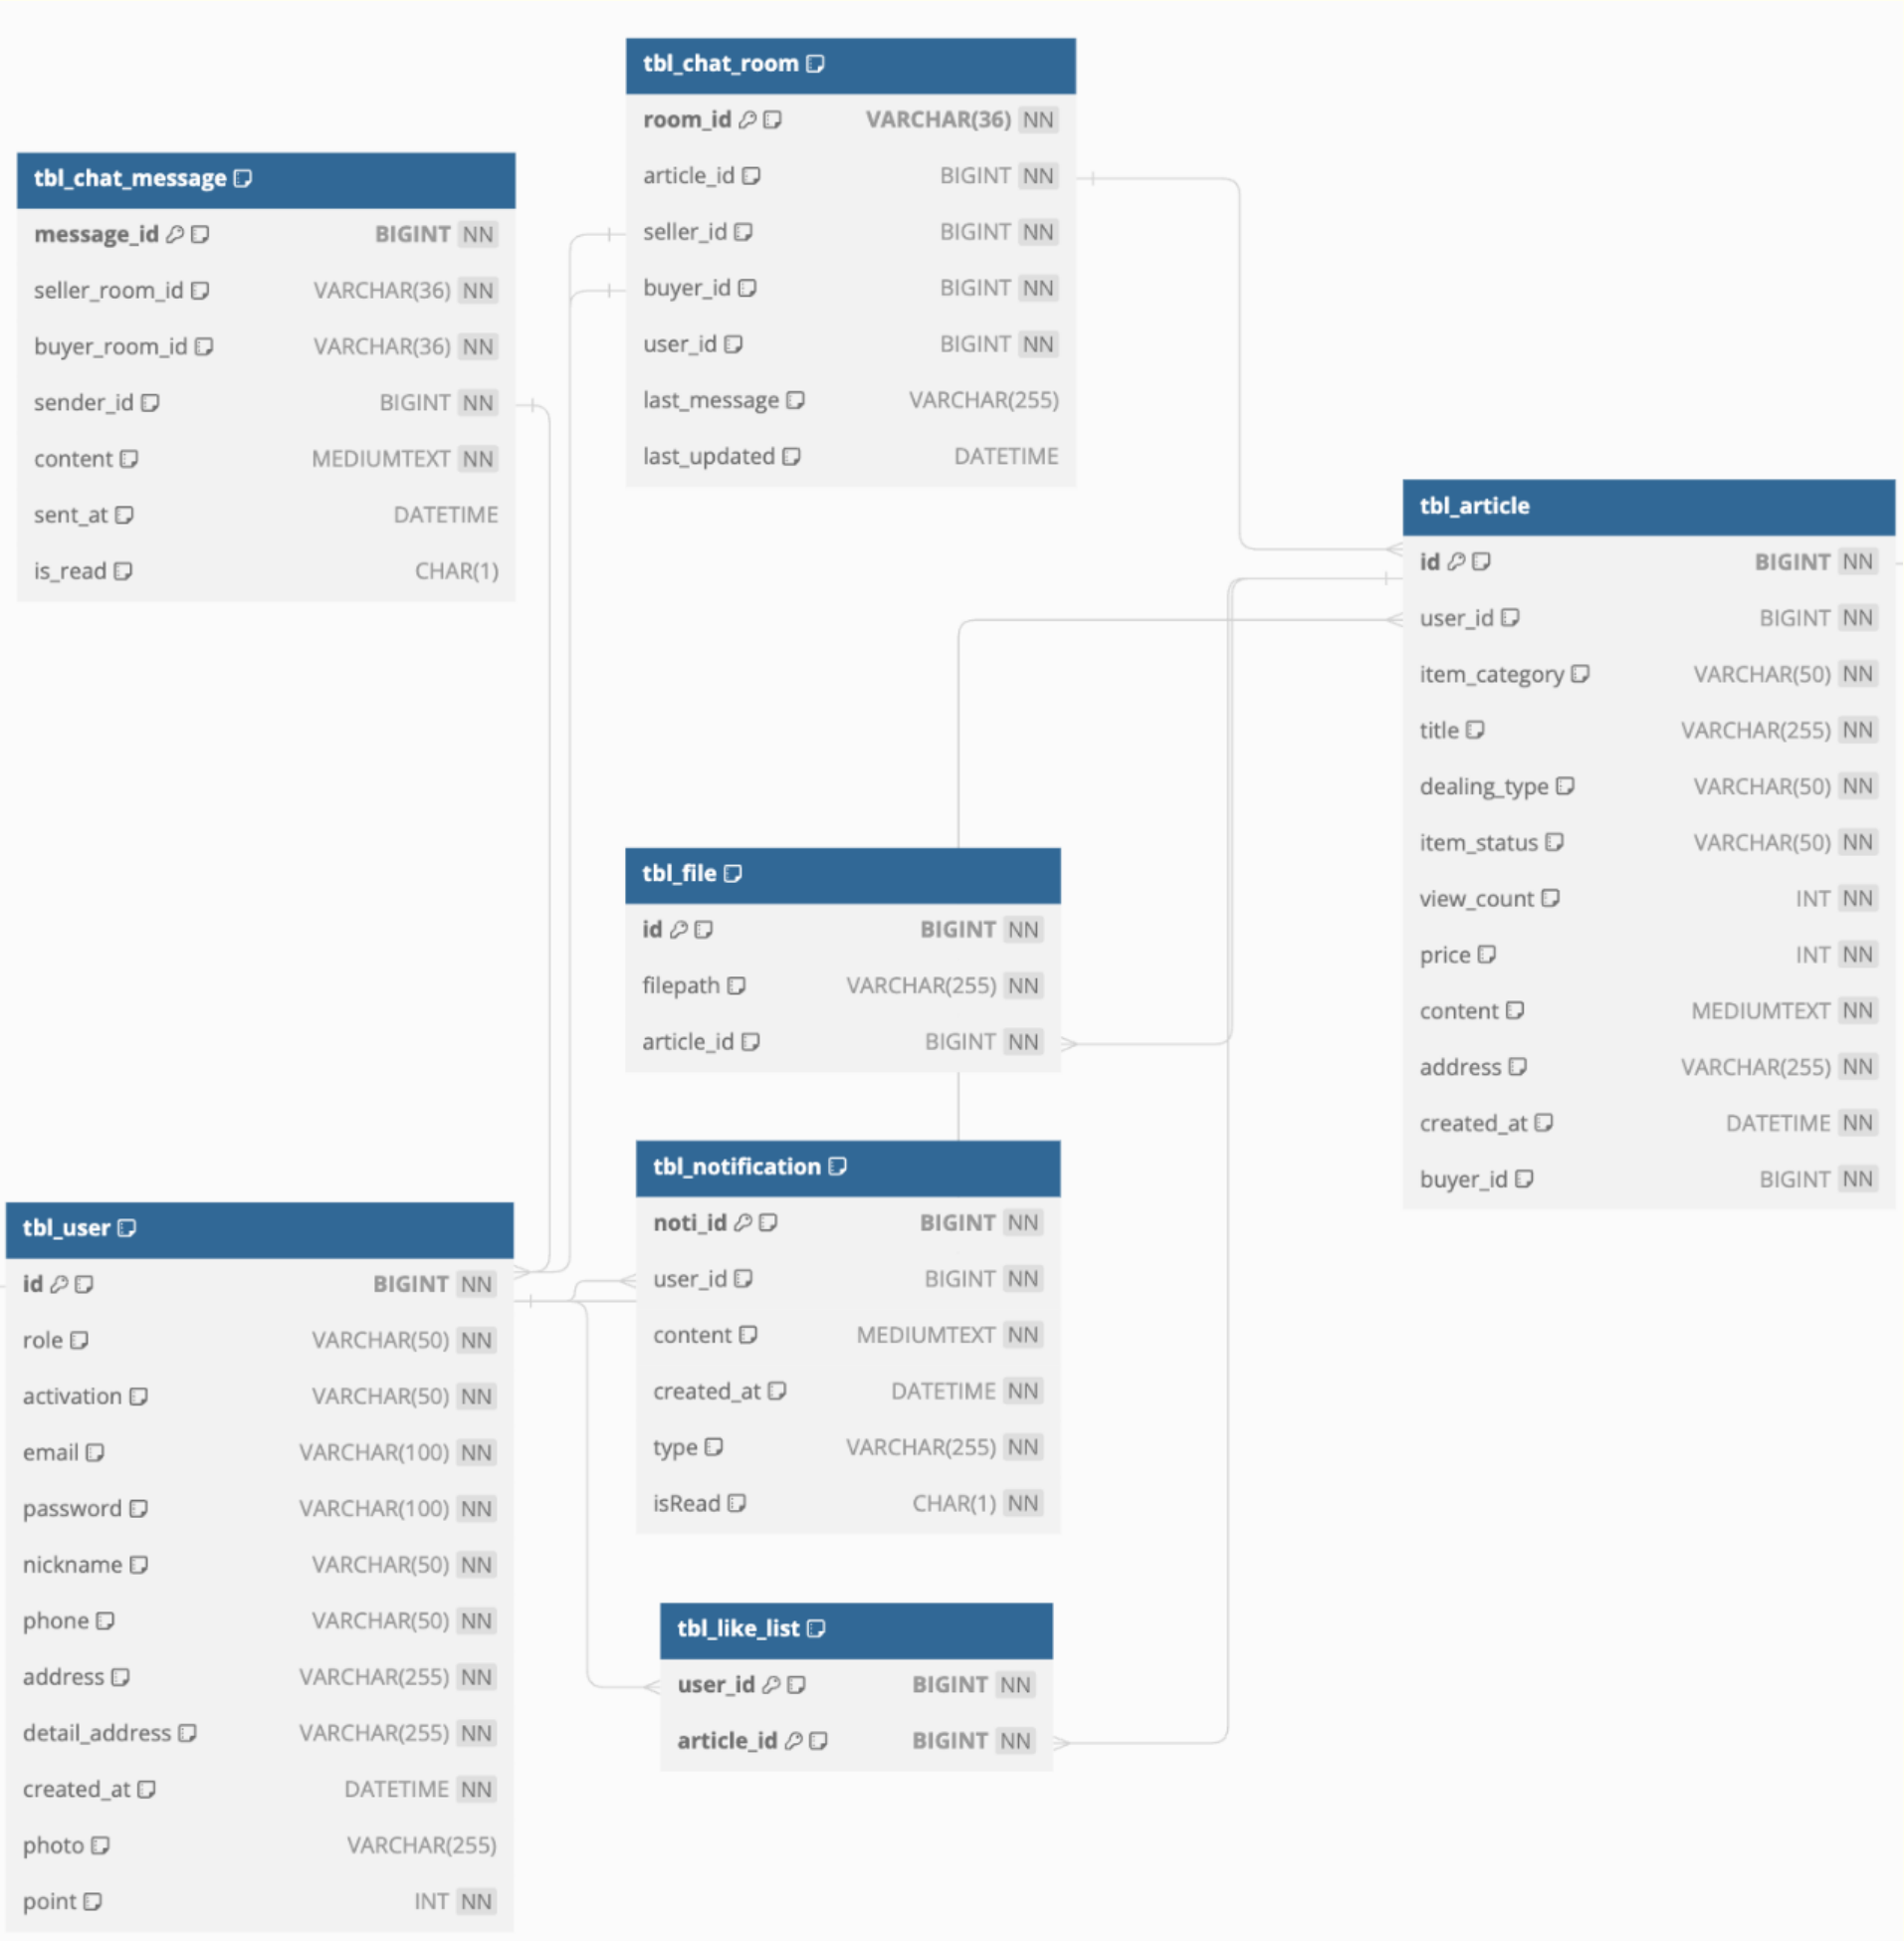 tbl_chat_room
room_id VARCHAR(36) NN
article_id BIGINT NN
seller_id BIGINT NN
buyer_id BIGINT NN
user_id BIGINT NN
last_message VARCHAR(255)
last_updated DATETIME
tbl_chat_message
message_id BIGINT NN
seller_room_id VARCHAR(36) NN
buyer_room_id VARCHAR(36) NN
sender_id BIGINT NN
content MEDIUMTEXT NN
sent_at DATETIME
is_read CHAR(1)
tbl_article
id BIGINT NN
user_id BIGINT NN
item_category VARCHAR(50) NN
title VARCHAR(255) NN
dealing_type VARCHAR(50) NN
item_status VARCHAR(50) NN
view_count INT NN
price INT NN
content MEDIUMTEXT NN
address VARCHAR(255) NN
created_at DATETIME NN
buyer_id BIGINT NN
tbl_file
id BIGINT NN
filepath VARCHAR(255) NN
article_id BIGINT NN
tbl_notification
noti_id BIGINT NN
user_id BIGINT NN
content MEDIUMTEXT NN
created_at DATETIME NN
type VARCHAR(255) NN
isRead CHAR(1) NN
tbl_user
id BIGINT NN
role VARCHAR(50) NN
activation VARCHAR(50) NN
email VARCHAR(100) NN
password VARCHAR(100) NN
nickname VARCHAR(50) NN
phone VARCHAR(50) NN
address VARCHAR(255) NN
detail_address VARCHAR(255) NN
created_at DATETIME NN
photo VARCHAR(255)
point INT NN
tbl_like_list
user_id BIGINT NN
article_id BIGINT NN